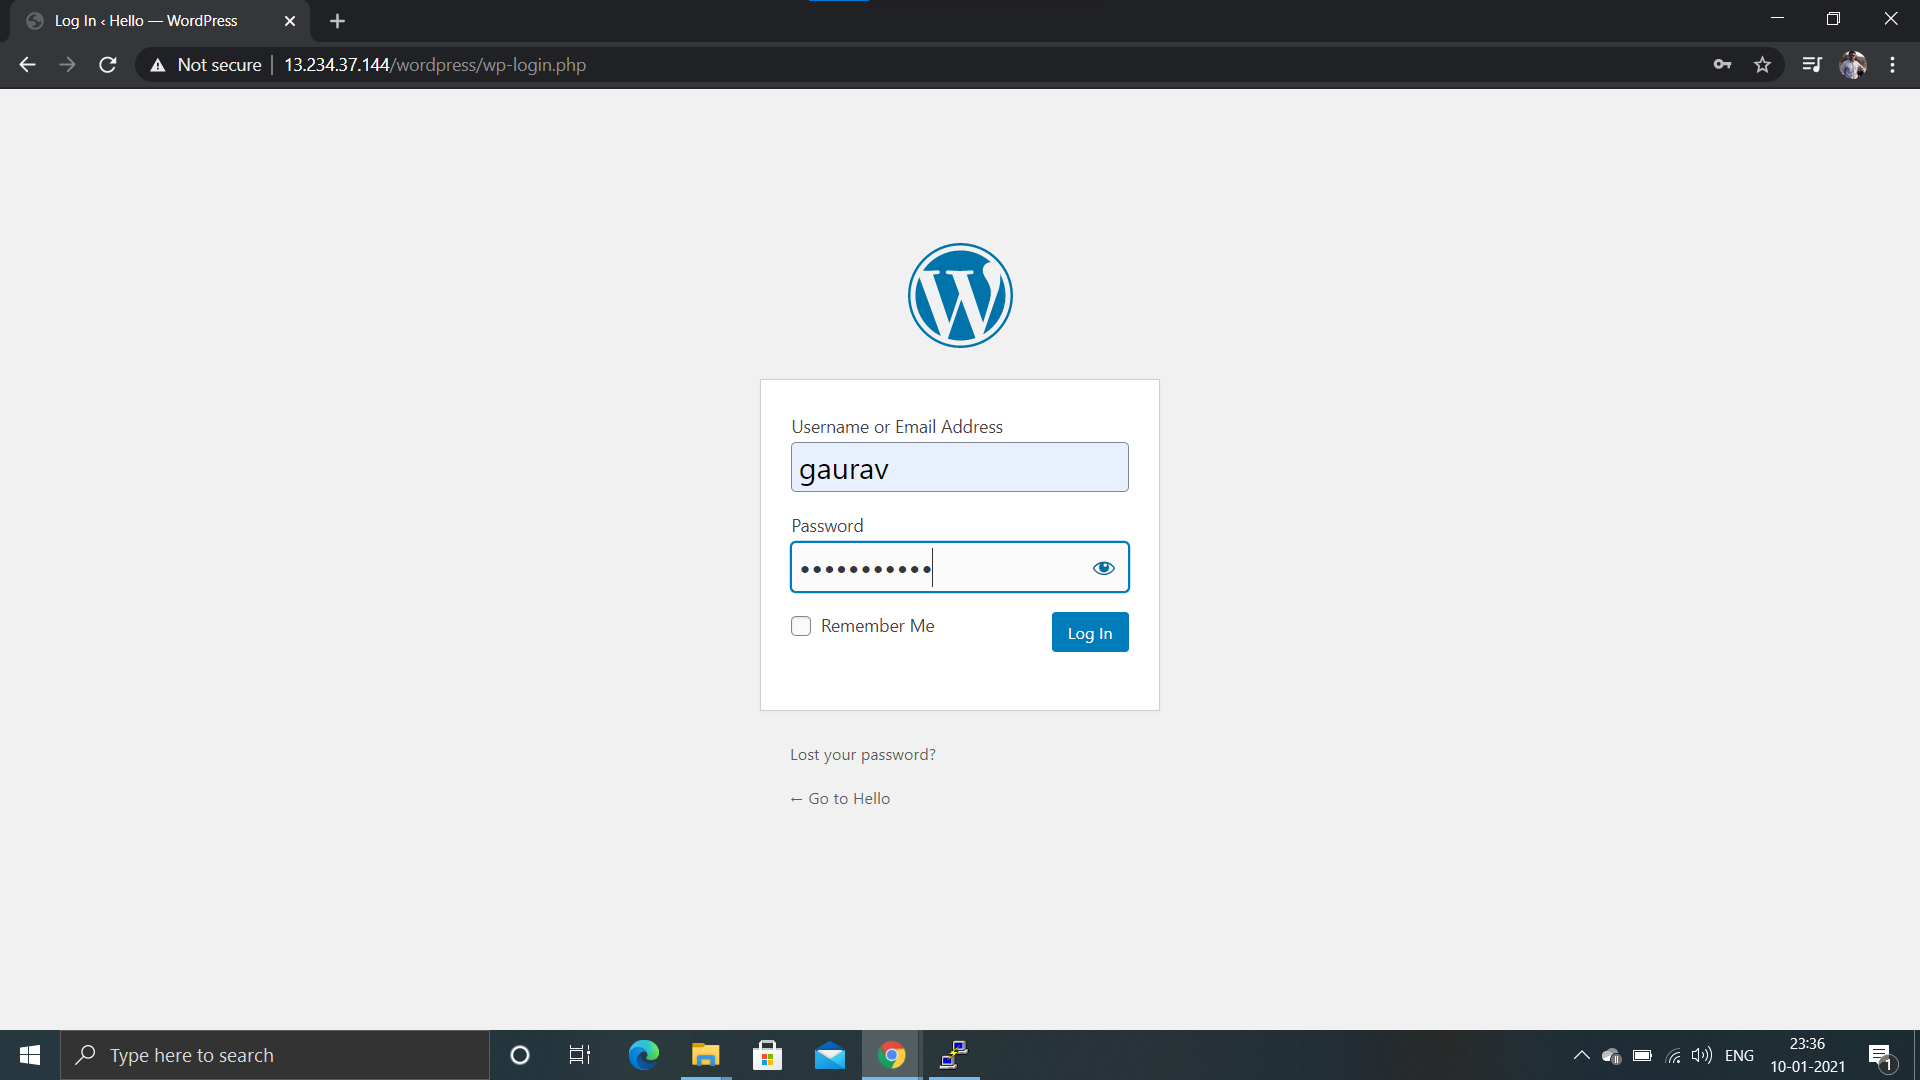 Log In ‹ Hello — WordPress
Not secure | 13.234.37.144/wordpress/wp-login.php
Username or Email Address
gaurav
Password
•••••••••••
Remember Me
Log In
Lost your password?
← Go to Hello
Type here to search
ENG
23:36
10-01-2021
1